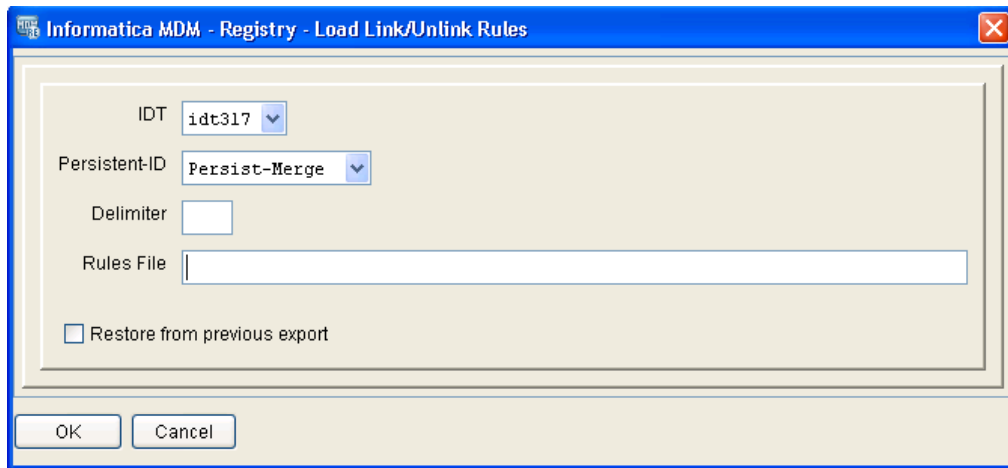 Informatica MDM - Registry - Load Link/Unlink Rules
IDT idt317
Persistent-ID Persist-Merge
Delimiter
Rules File
Restore from previous export
OK Cancel